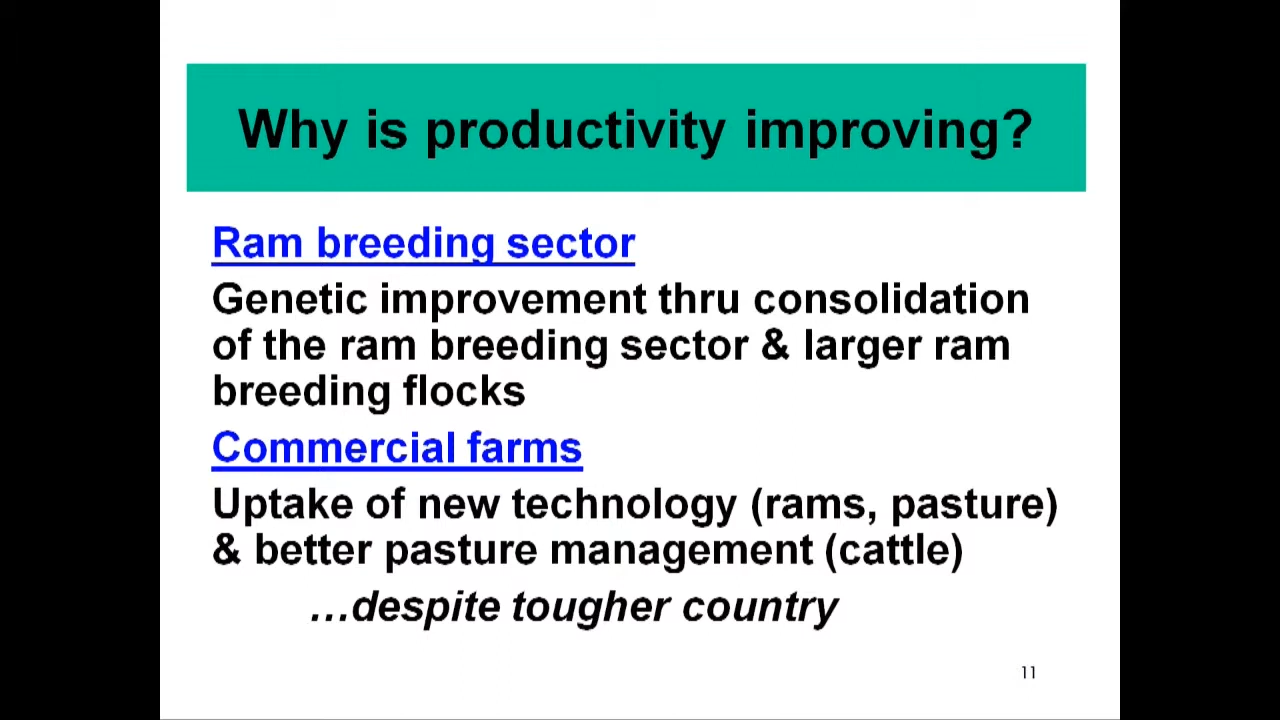 Why is productivity improving?
Ram breeding sector
Genetic improvement thru consolidation
of the ram breeding sector & larger ram
breeding flocks
Commercial farms
Uptake of new technology (rams, pasture)
& better pasture management (cattle)
…despite tougher country
11